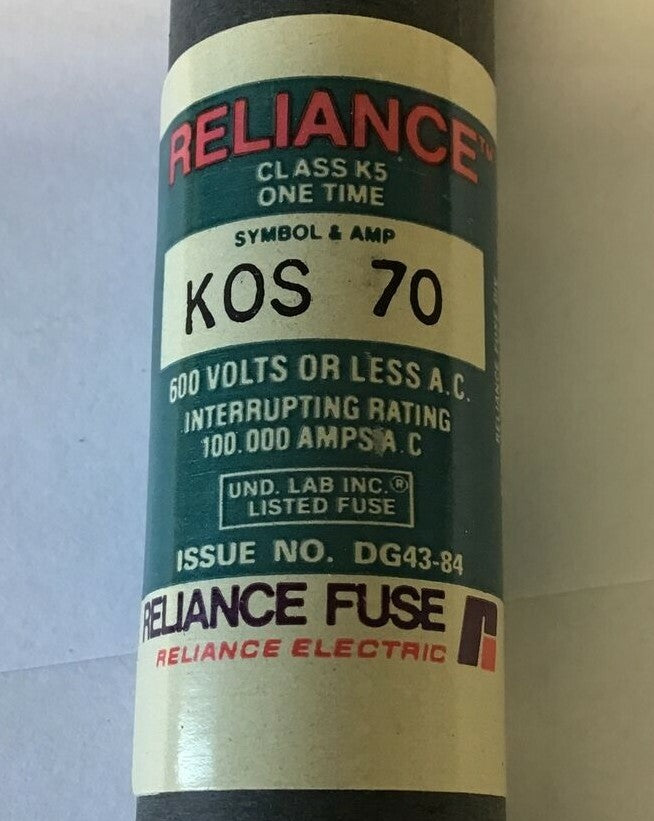 RELIANCE™
CLASS K5
ONE TIME
SYMBOL & AMP
KOS 70
600 VOLTS OR LESS A.C.
INTERRUPTING RATING
100.000 AMPS A.C
UND. LAB INC.®
LISTED FUSE
ISSUE NO. DG43-84
RELIANCE FUSE
RELIANCE ELECTRIC